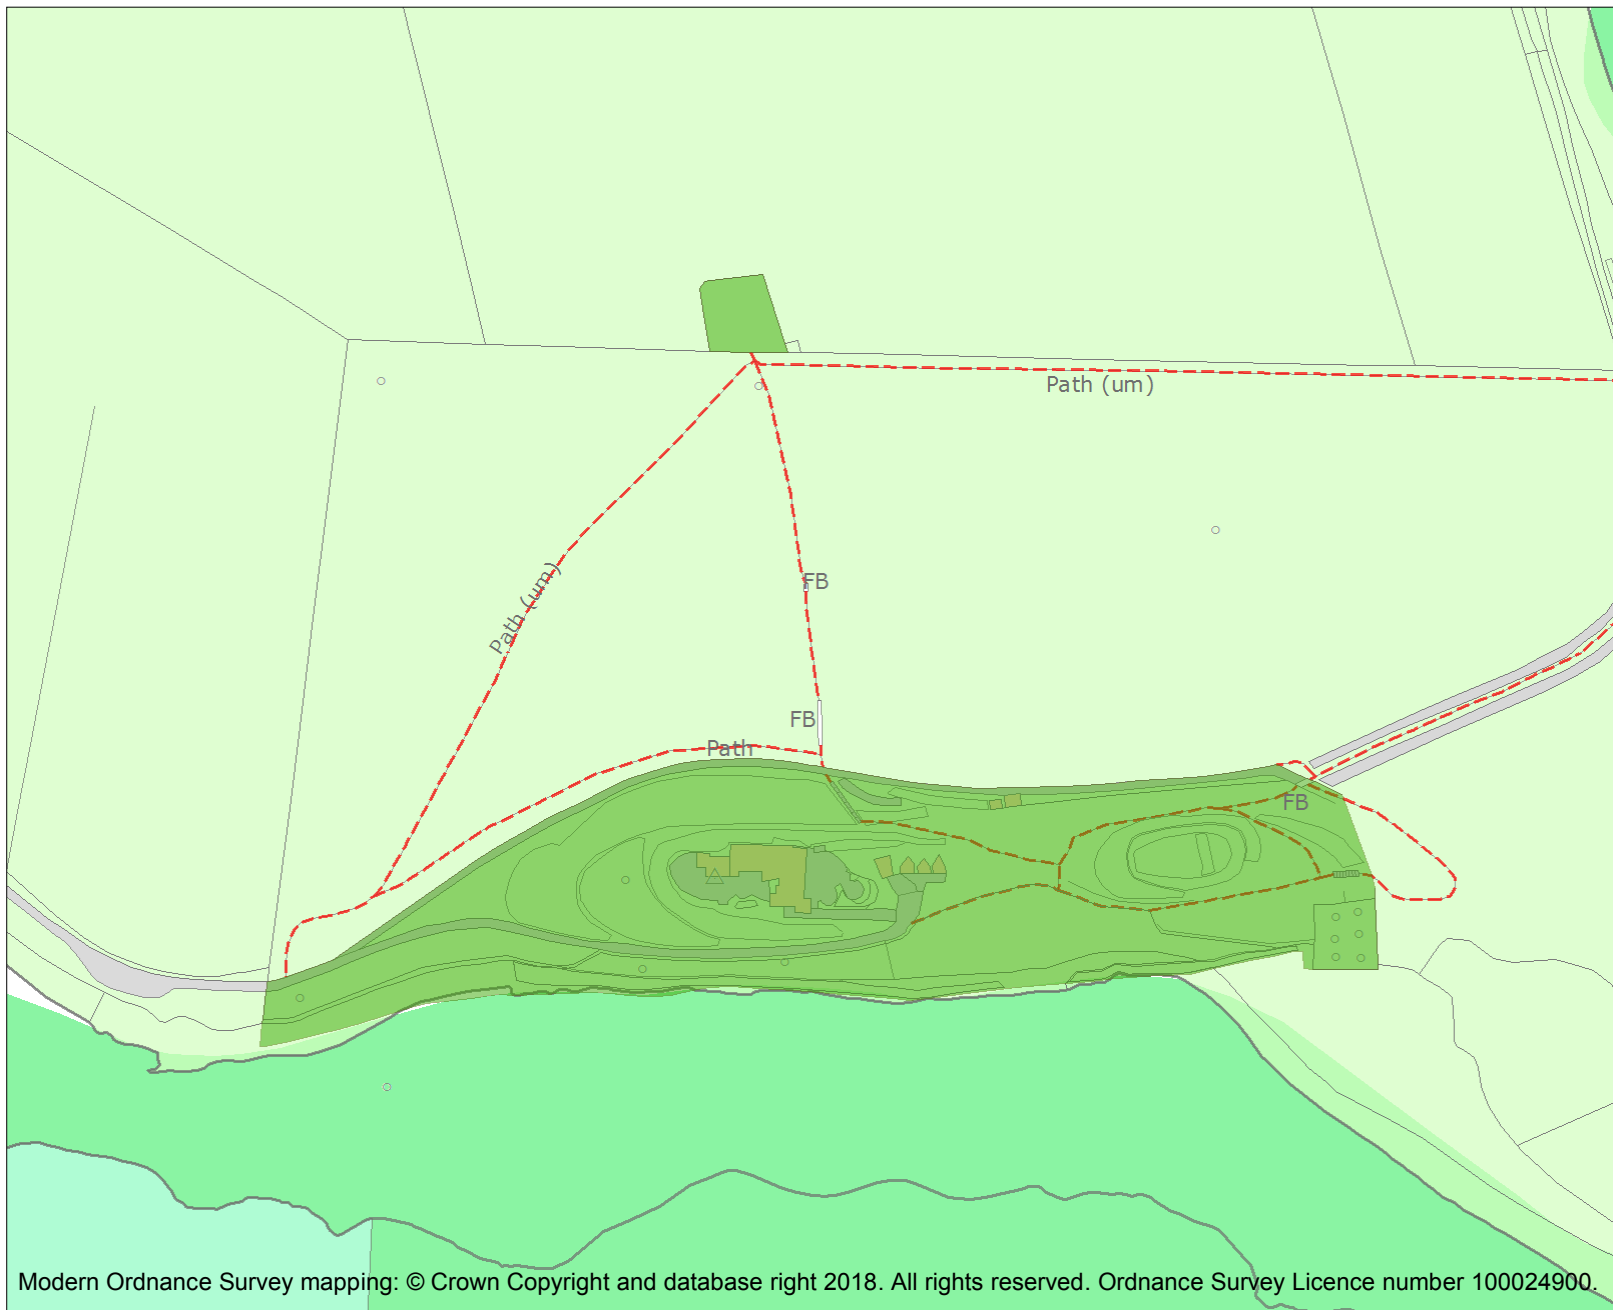 Path (um)
FB
Path (um)
FB
Path
FB
Modern Ordnance Survey mapping: © Crown Copyright and database right 2018. All rights reserved. Ordnance Survey Licence number 100024900.